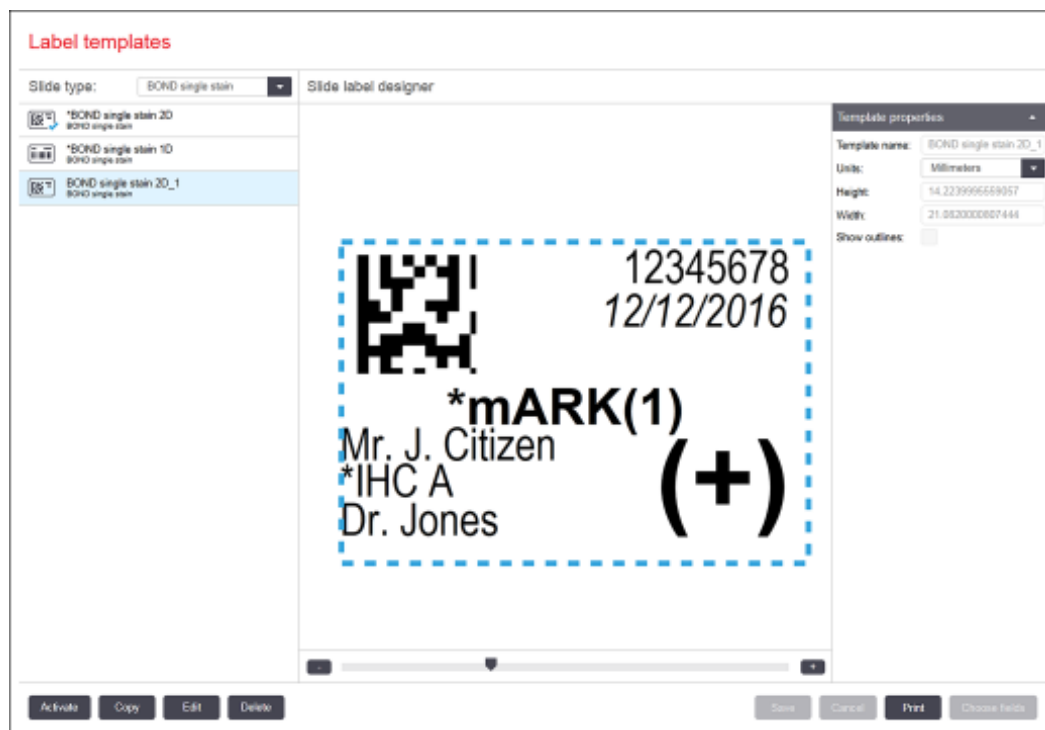 Label templates
Slide type: BOND single stain
Slide label designer
*BOND single stain 2D
BOND single stain
*BOND single stain 1D
BOND single stain
BOND single stain 2D_1
BOND single stain
12345678
12/12/2016
*mARK(1)
Mr. J. Citizen
(+)
*IHC A
Dr. Jones
Template properties
Template name: BOND single stain 2D_1
Units: Millimeters
Height: 14.2239995559057
Width:
Show outlines:
- +
Activate Copy Edit Delete
Save Cancel Print Choose fields